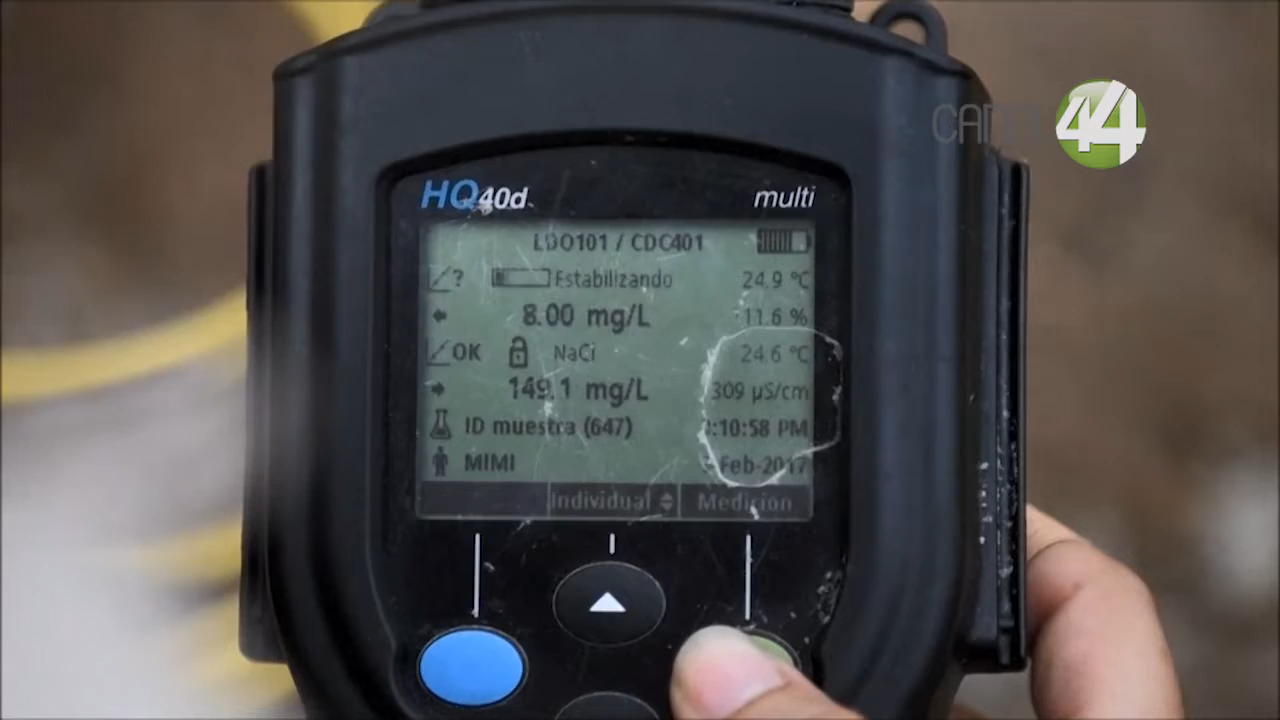 44
HQ40d multi
LDO101 / CDC401
? Estabilizando 24.9 °C
8.00 mg/L 11.6 %
OK NaCl 24.6 °C
149.1 mg/L 309 µS/cm
ID muestra (647) :10:58 PM
MIMI Feb-2017
Individual Medición